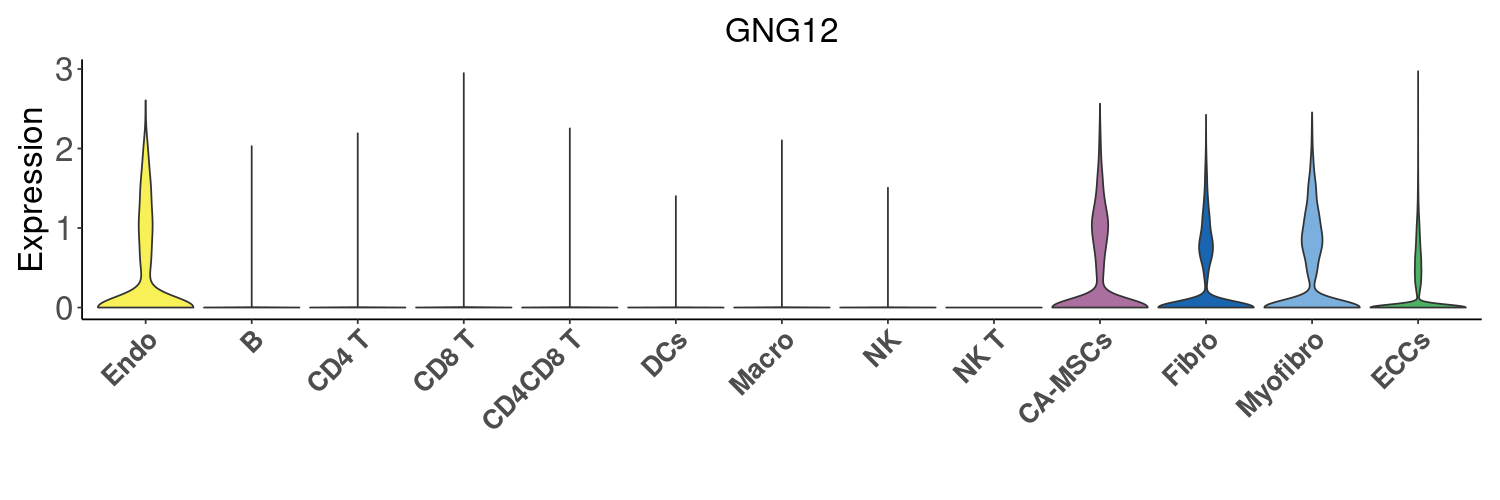 GNG12
Expression
3
2
1
0
Endo
B
CD4 T
CD8 T
CD4CD8 T
DCs
Macro
NK
NK T
CA-MSCs
Fibro
Myofibro
ECCs